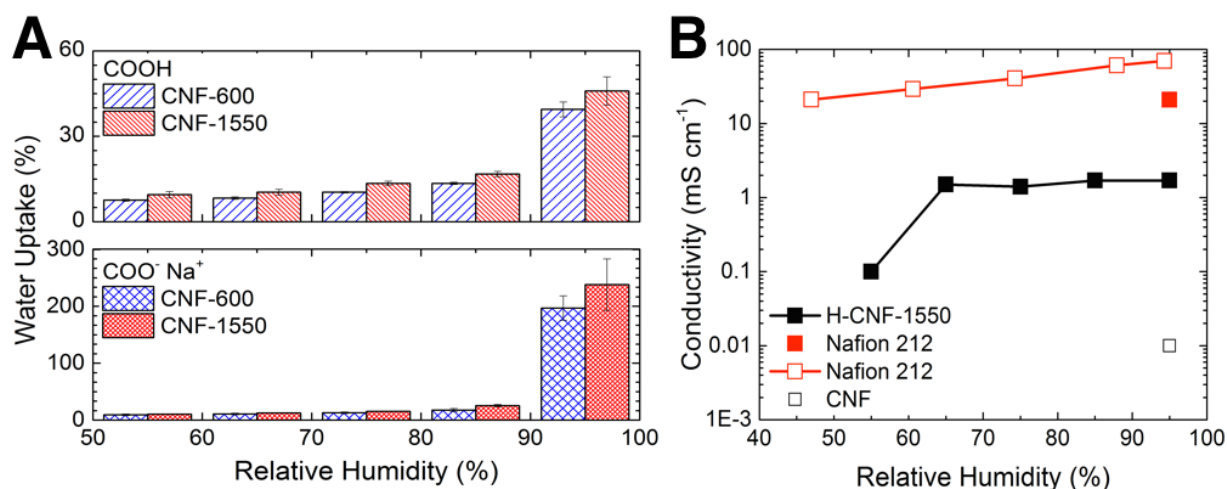 A
60
30
0
Water Uptake (%)
COOH
CNF-600
CNF-1550
300
200
100
0
COO⁻ Na⁺
CNF-600
CNF-1550
50 60 70 80 90 100
Relative Humidity (%)
B
100
10
1
0.1
0.01
1E-3
Conductivity (mS cm⁻¹)
H-CNF-1550
Nafion 212
Nafion 212
CNF
40 50 60 70 80 90 100
Relative Humidity (%)